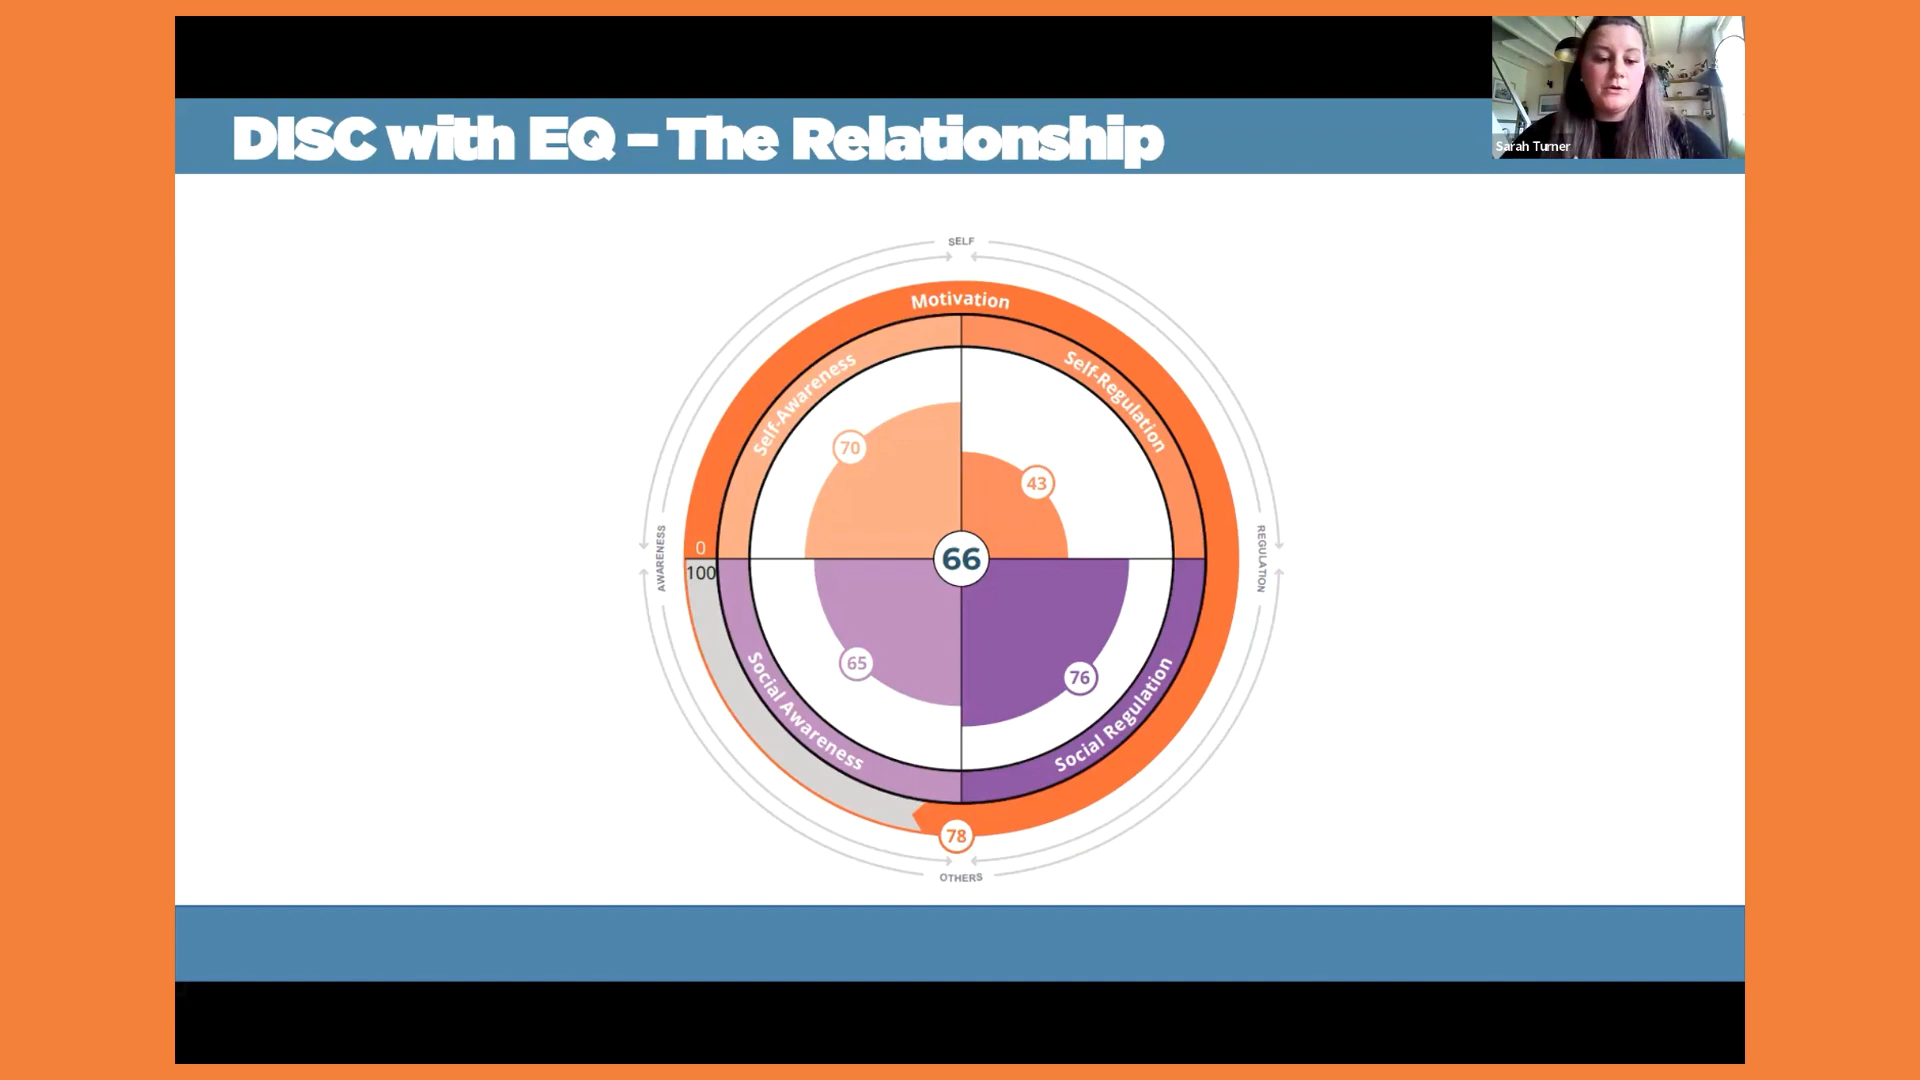 DISC with EQ – The Relationship
Sarah Turner
SELF
Motivation
Self-Awareness
Self-Regulation
70
43
0
100
66
AWARENESS
REGULATION
65
76
Social Awareness
Social Regulation
78
OTHERS